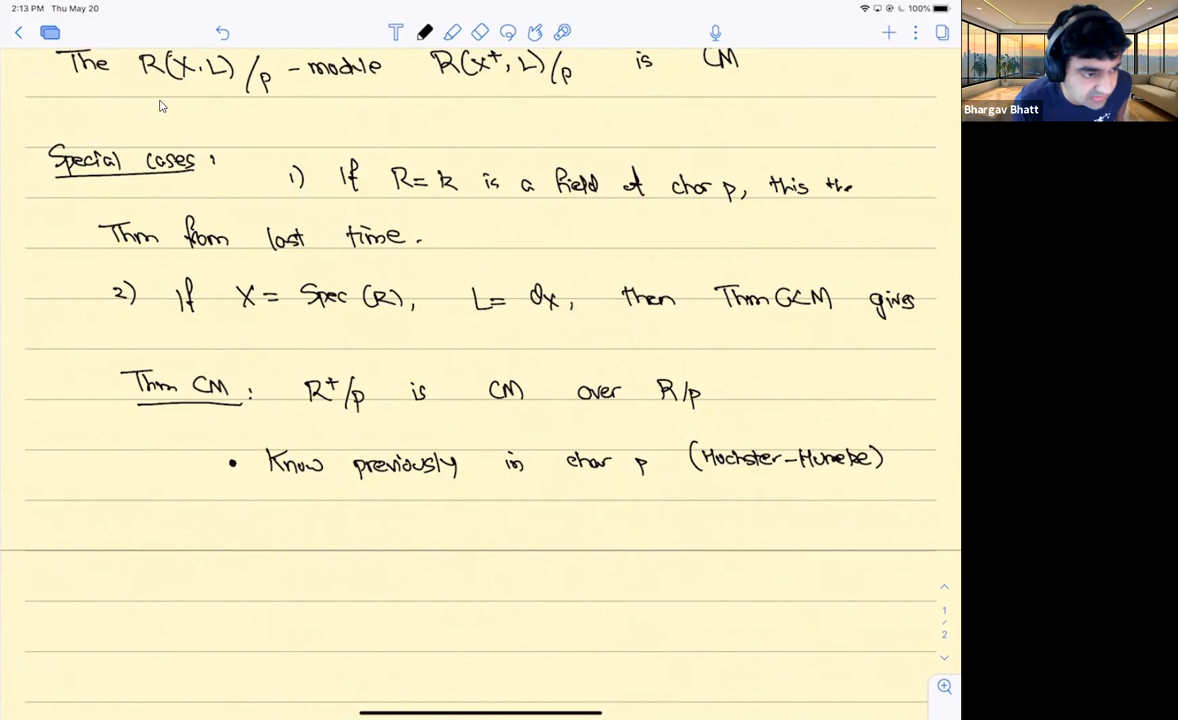 2:13 PM Thu May 20
100%
The R(X,L)/p - module R(X⁺, L)/p is CM
Bhargav Bhatt
Special cases :
1) If R = k is a field of char p, this the
Thm from last time.
2) If X = Spec (R), L = O_X, then Thm GCM gives
Thm CM : R⁺/p is CM over R/p
• Know previously in char p (Hochster-Huneke)
1
/
2